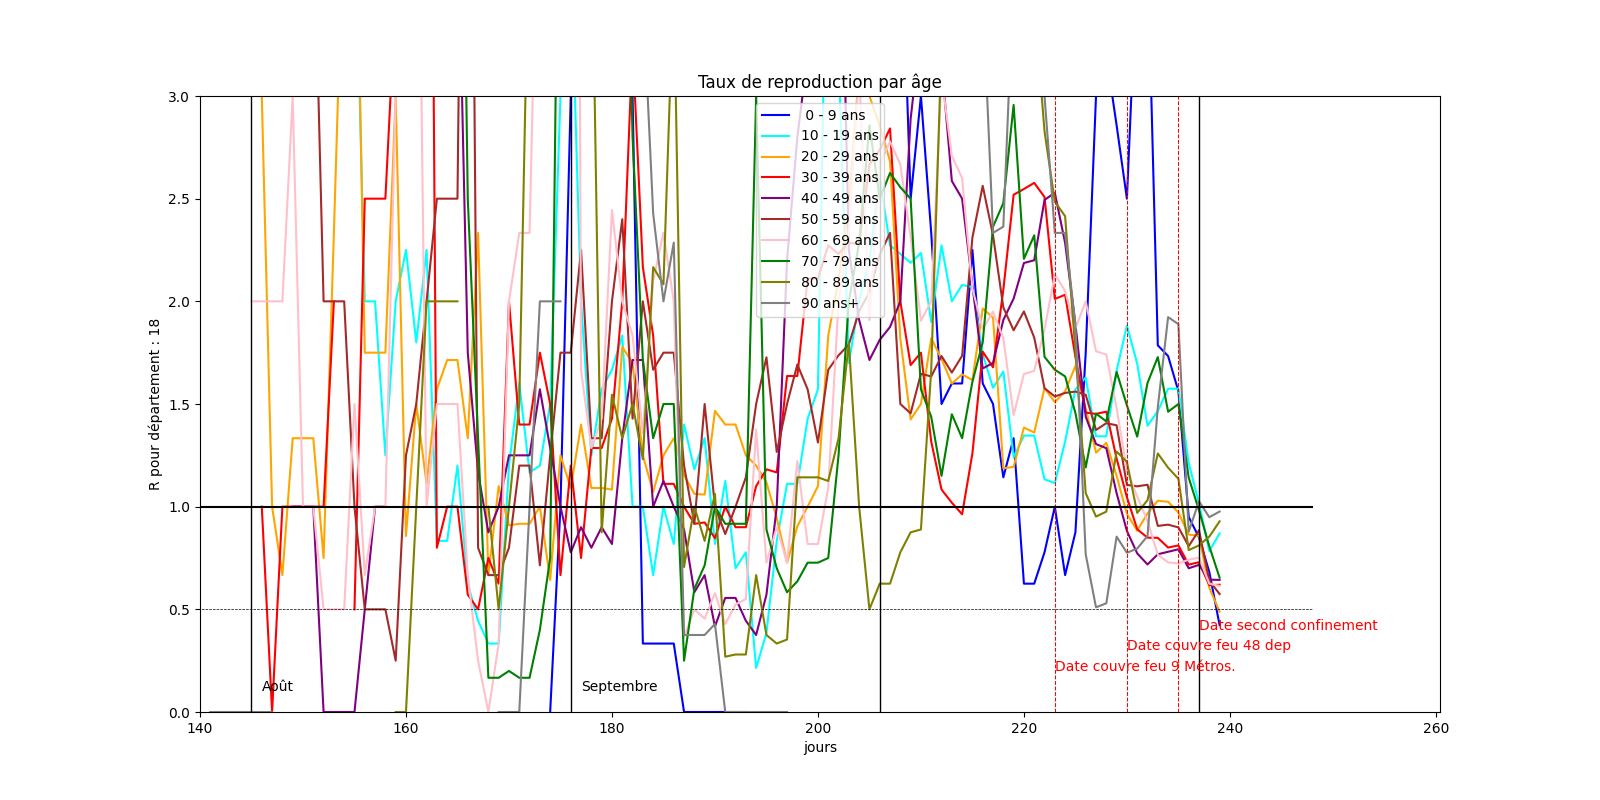 Taux de reproduction par âge
R pour département : 18
3.0
2.5
2.0
1.5
1.0
0.5
0.0
0 - 9 ans
10 - 19 ans
20 - 29 ans
30 - 39 ans
40 - 49 ans
50 - 59 ans
60 - 69 ans
70 - 79 ans
80 - 89 ans
90 ans+
Date second confinement
Date couvre feu 48 dep
Date couvre feu 9 Métros.
Août
Septembre
140
160
180
200
220
240
260
jours